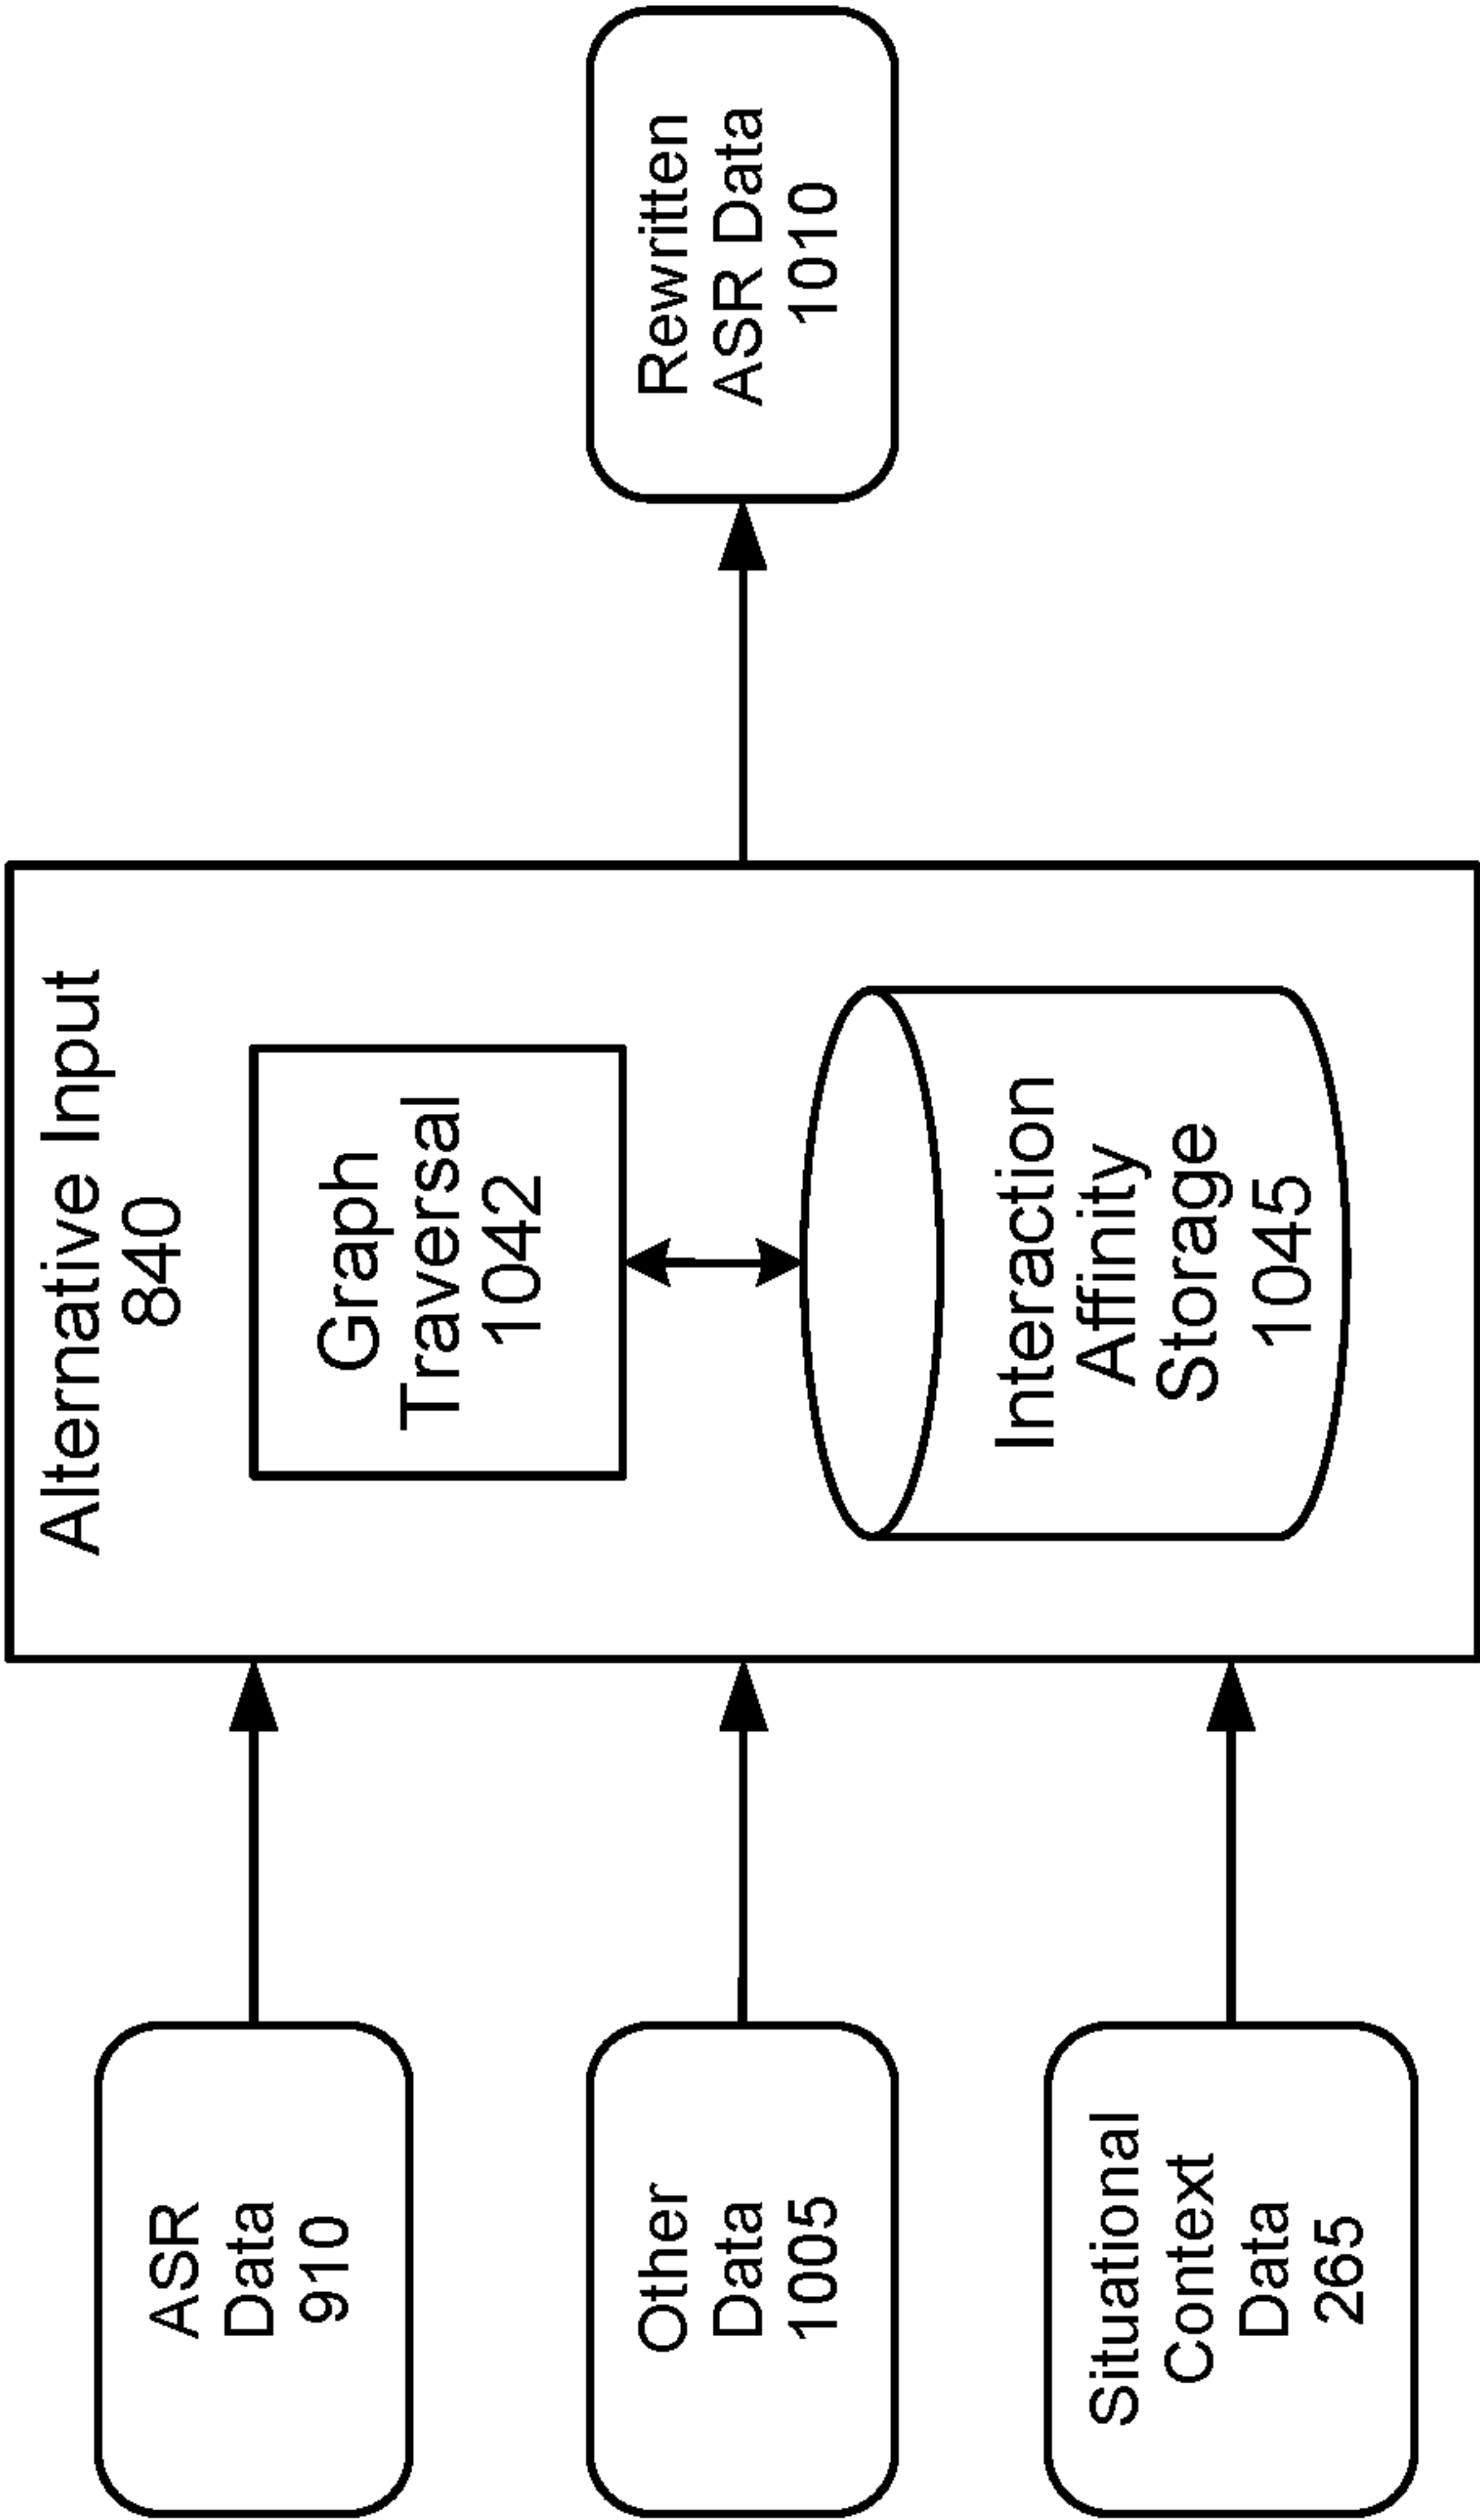 ASR
Data
910
Other
Data
1005
Situational
Context
Data
265
Alternative Input
840
Graph
Traversal
1042
Interaction
Affinity
Storage
1045
Rewritten
ASR Data
1010